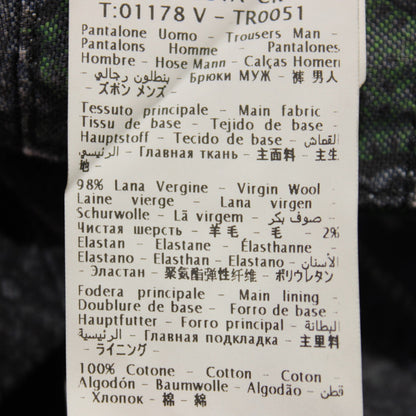 T:01178 V - TR0051
Pantalone Uomo - Trousers Man -
Pantalons Homme - Pantalones
Hombre - Hose Mann - Calças Homem
بنطلون رجالي - Брюки МУЖ - 裤 男人
- ズボン メンズ -
Tessuto principale - Main fabric -
Tissu de base - Tejido de base -
Hauptstoff - Tecido de base - القماش
الرئيسي - Главная ткань - 主面料 - 主生
地 -
98% Lana Vergine - Virgin Wool -
Laine vierge - Lana virgen -
Schurwolle - Lã virgem - صوف بكر -
Чистая шерсть - 羊毛 - 毛 - 2%
Elastan - Elastane - Élasthanne -
Elastano - Elasthan - Elastano - الأستان
- Эластан - 聚氨酯弹性纤维 - ポリウレタン
Fodera principale - Main lining -
Doublure de base - Forro de base -
Hauptfutter - Forro principal - البطانة
الرئيسية - Главная подкладка - 主里料
- ライニング -
100% Cotone - Cotton - Coton -
Algodón - Baumwolle - Algodão - قطن
- Хлопок - 棉 - 綿